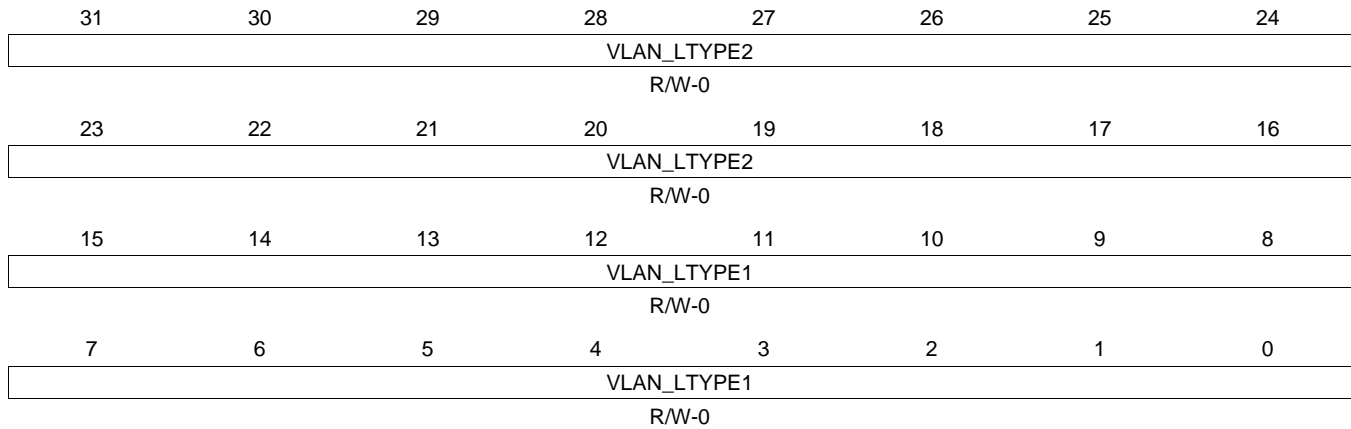 31 30 29 28 27 26 25 24
VLAN_LTYPE2
R/W-0
23 22 21 20 19 18 17 16
VLAN_LTYPE2
R/W-0
15 14 13 12 11 10 9 8
VLAN_LTYPE1
R/W-0
7 6 5 4 3 2 1 0
VLAN_LTYPE1
R/W-0